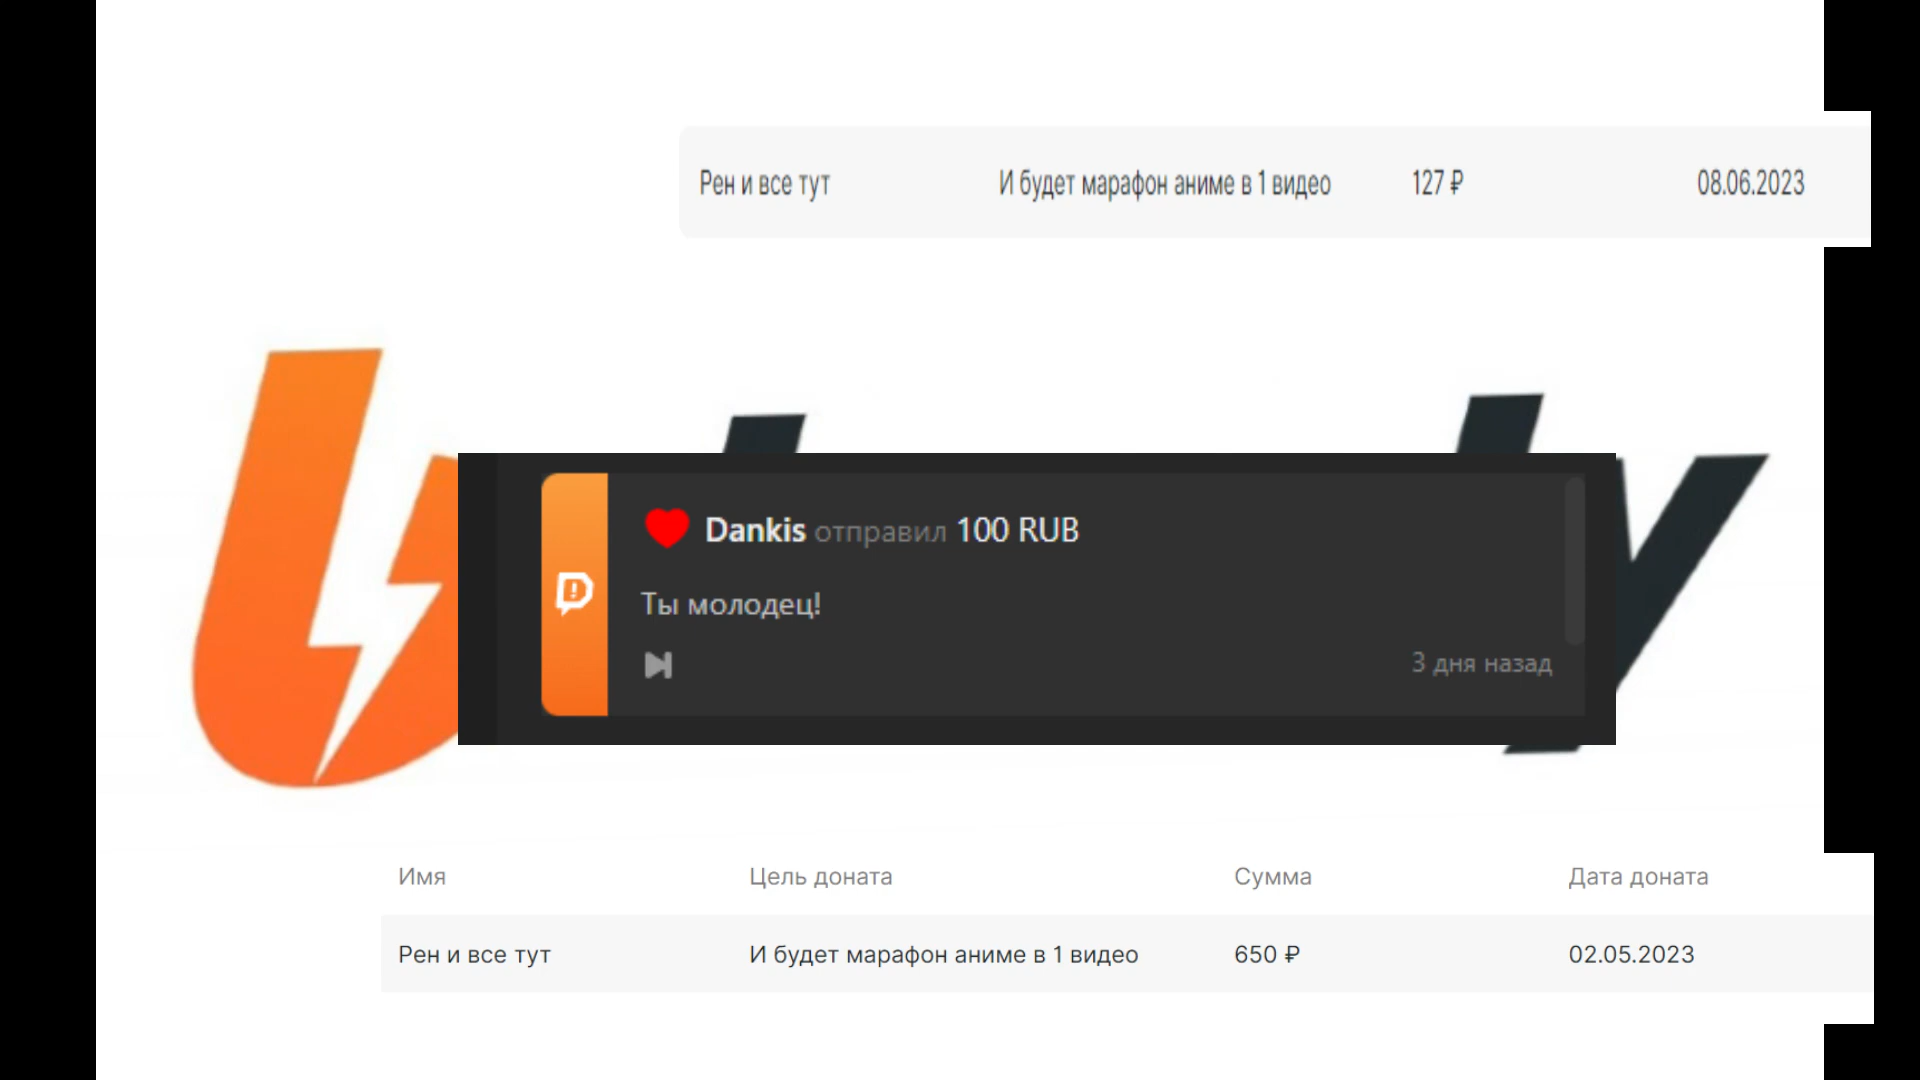 Рен и все тут И будет марафон аниме в 1 видео 127 ₽ 08.06.2023
Dankis отправил 100 RUB
Ты молодец!
3 дня назад
Имя Цель доната Сумма Дата доната
Рен и все тут И будет марафон аниме в 1 видео 650 ₽ 02.05.2023